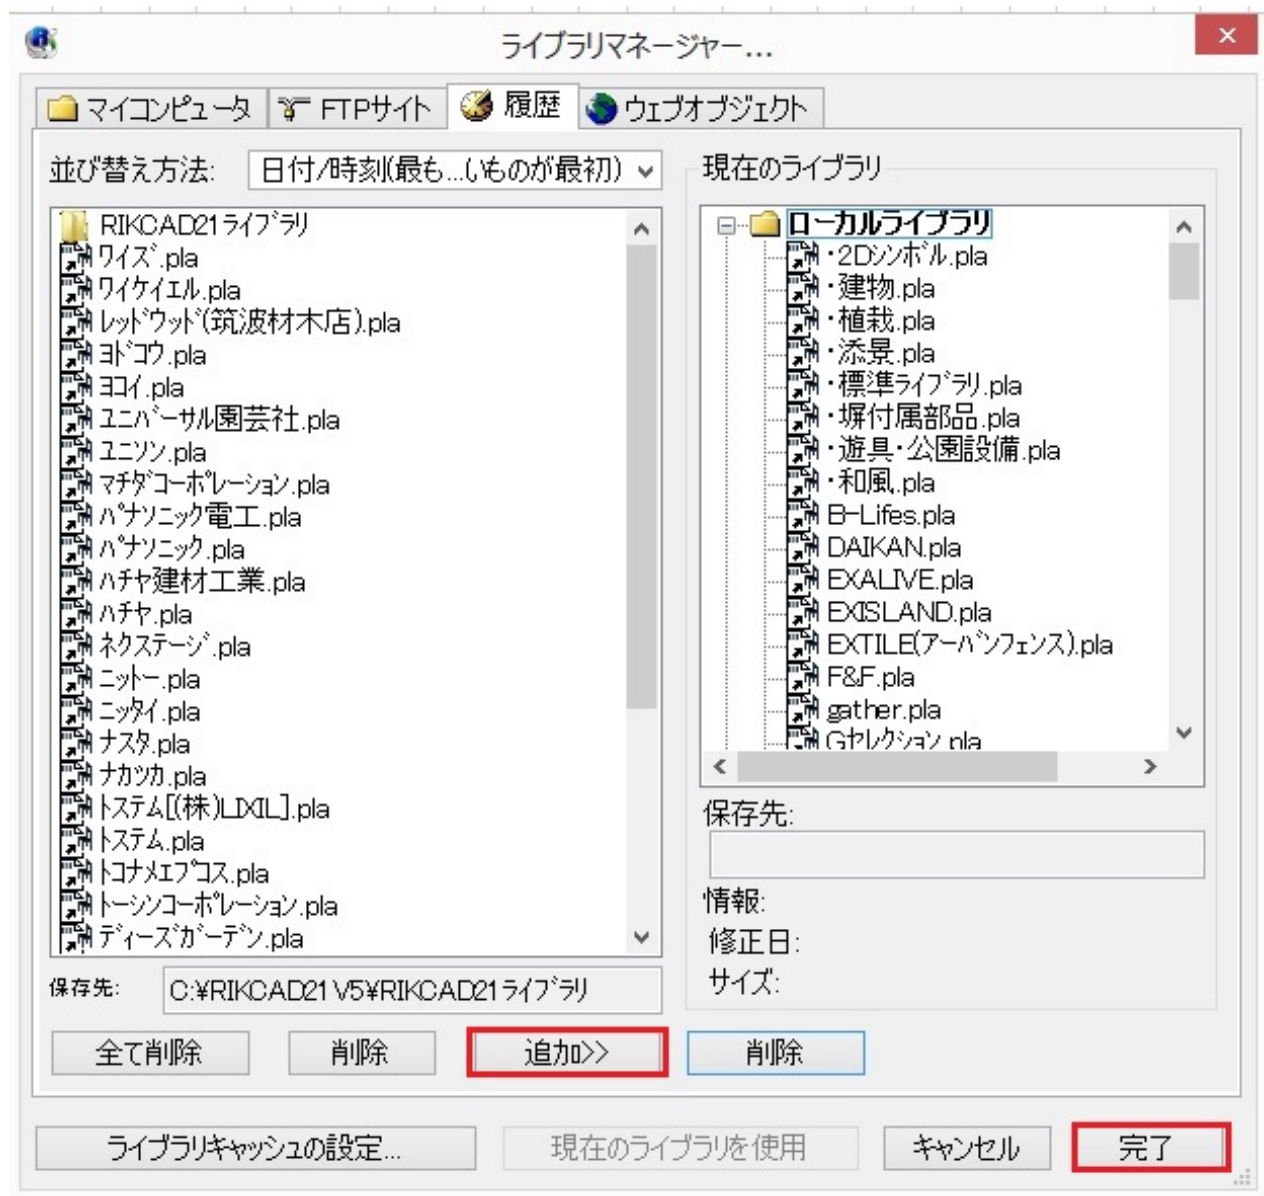 ライブラリマネージャー...
マイコンピュータ FTPサイト 履歴 ウェブオブジェクト
並び替え方法: 日付/時刻(最も...いものが最初)
RIKCAD21ライブラリ
ワイズ.pla
ワイケイエル.pla
レッドウッド(筑波材木店).pla
ヨドコウ.pla
ヨコイ.pla
ユニバーサル園芸社.pla
ユニソン.pla
マチダコーポレーション.pla
パナソニック電工.pla
パナソニック.pla
ハチヤ建材工業.pla
ハチヤ.pla
ネクステージ.pla
ニットー.pla
ニッタイ.pla
ナスタ.pla
ナカツカ.pla
トステム[(株)LIXIL].pla
トステム.pla
トコナメエプコス.pla
トーシンコーポレーション.pla
ディーズガーデン.pla
保存先: C:¥RIKCAD21 V5¥RIKCAD21ライブラリ
現在のライブラリ
ローカルライブラリ
・2Dシンボル.pla
・建物.pla
・植栽.pla
・添景.pla
・標準ライブラリ.pla
・塀付属部品.pla
・遊具・公園設備.pla
・和風.pla
B-Lifes.pla
DAIKAN.pla
EXALIVE.pla
EXISLAND.pla
EXTILE(アーバンフェンス).pla
F&F.pla
gather.pla
Gセレクション.pla
保存先:
情報:
修正日:
サイズ:
全て削除 削除 追加>> 削除
ライブラリキャッシュの設定... 現在のライブラリを使用 キャンセル 完了